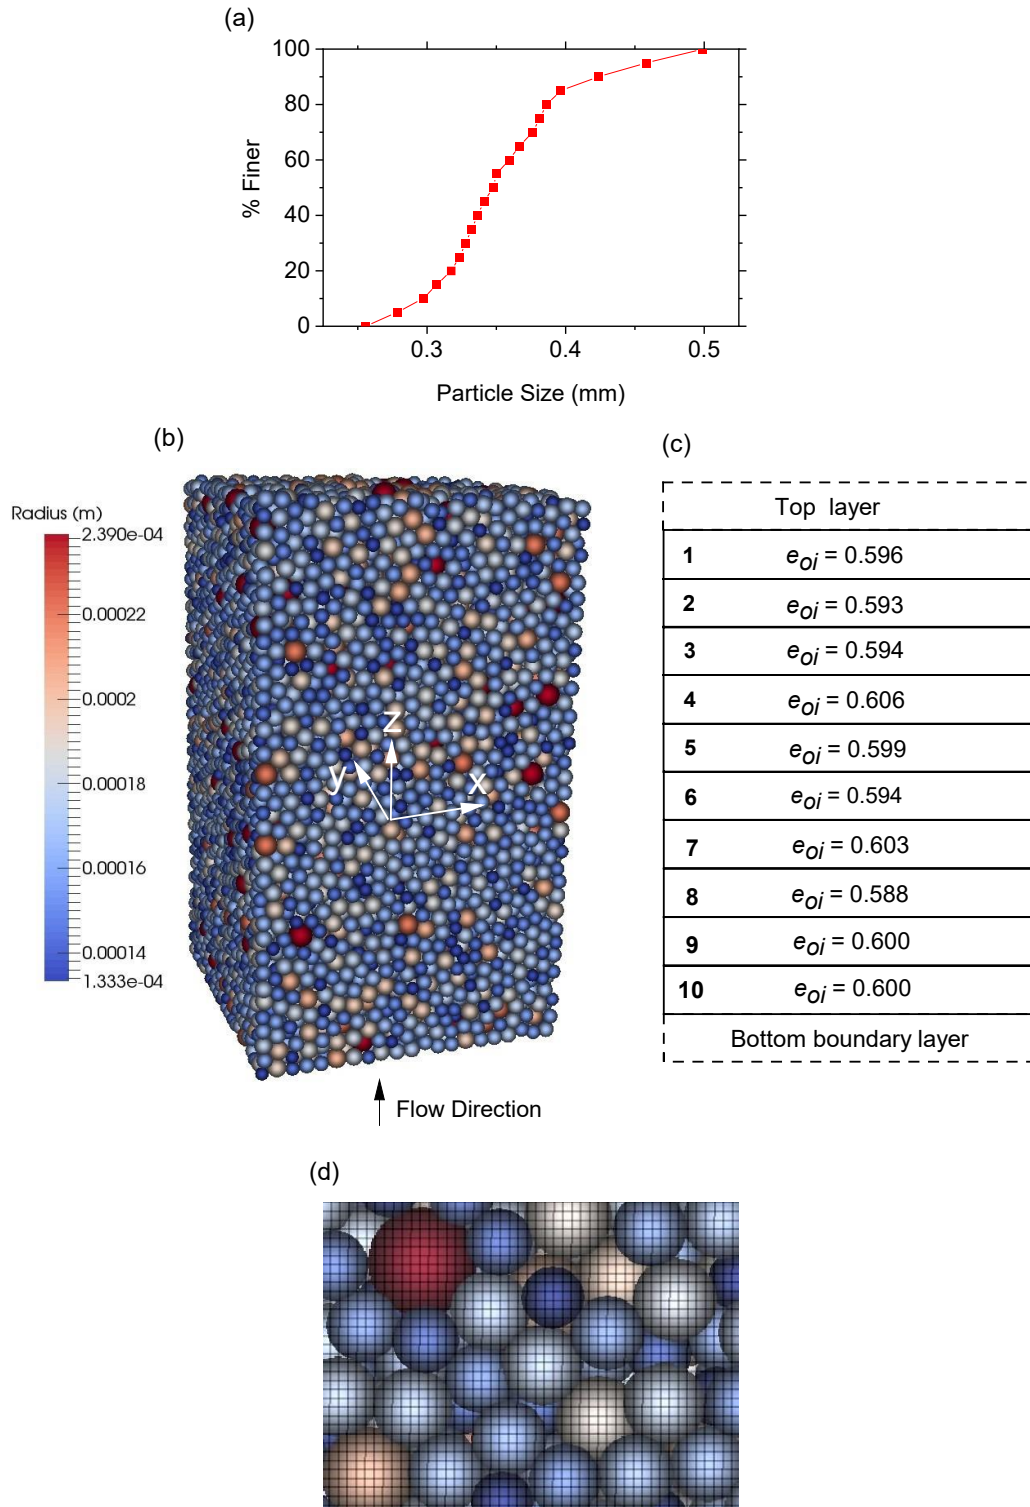 (a)
100
80
60
40
20
0
% Finer
0.3 0.4 0.5
Particle Size (mm)
(b)
Radius (m)
2.390e-04
0.00022
0.0002
0.00018
0.00016
0.00014
1.333e-04
z
y
x
Flow Direction
(c)
Top layer
1 eoi = 0.596
2 eoi = 0.593
3 eoi = 0.594
4 eoi = 0.606
5 eoi = 0.599
6 eoi = 0.594
7 eoi = 0.603
8 eoi = 0.588
9 eoi = 0.600
10 eoi = 0.600
Bottom boundary layer
(d)